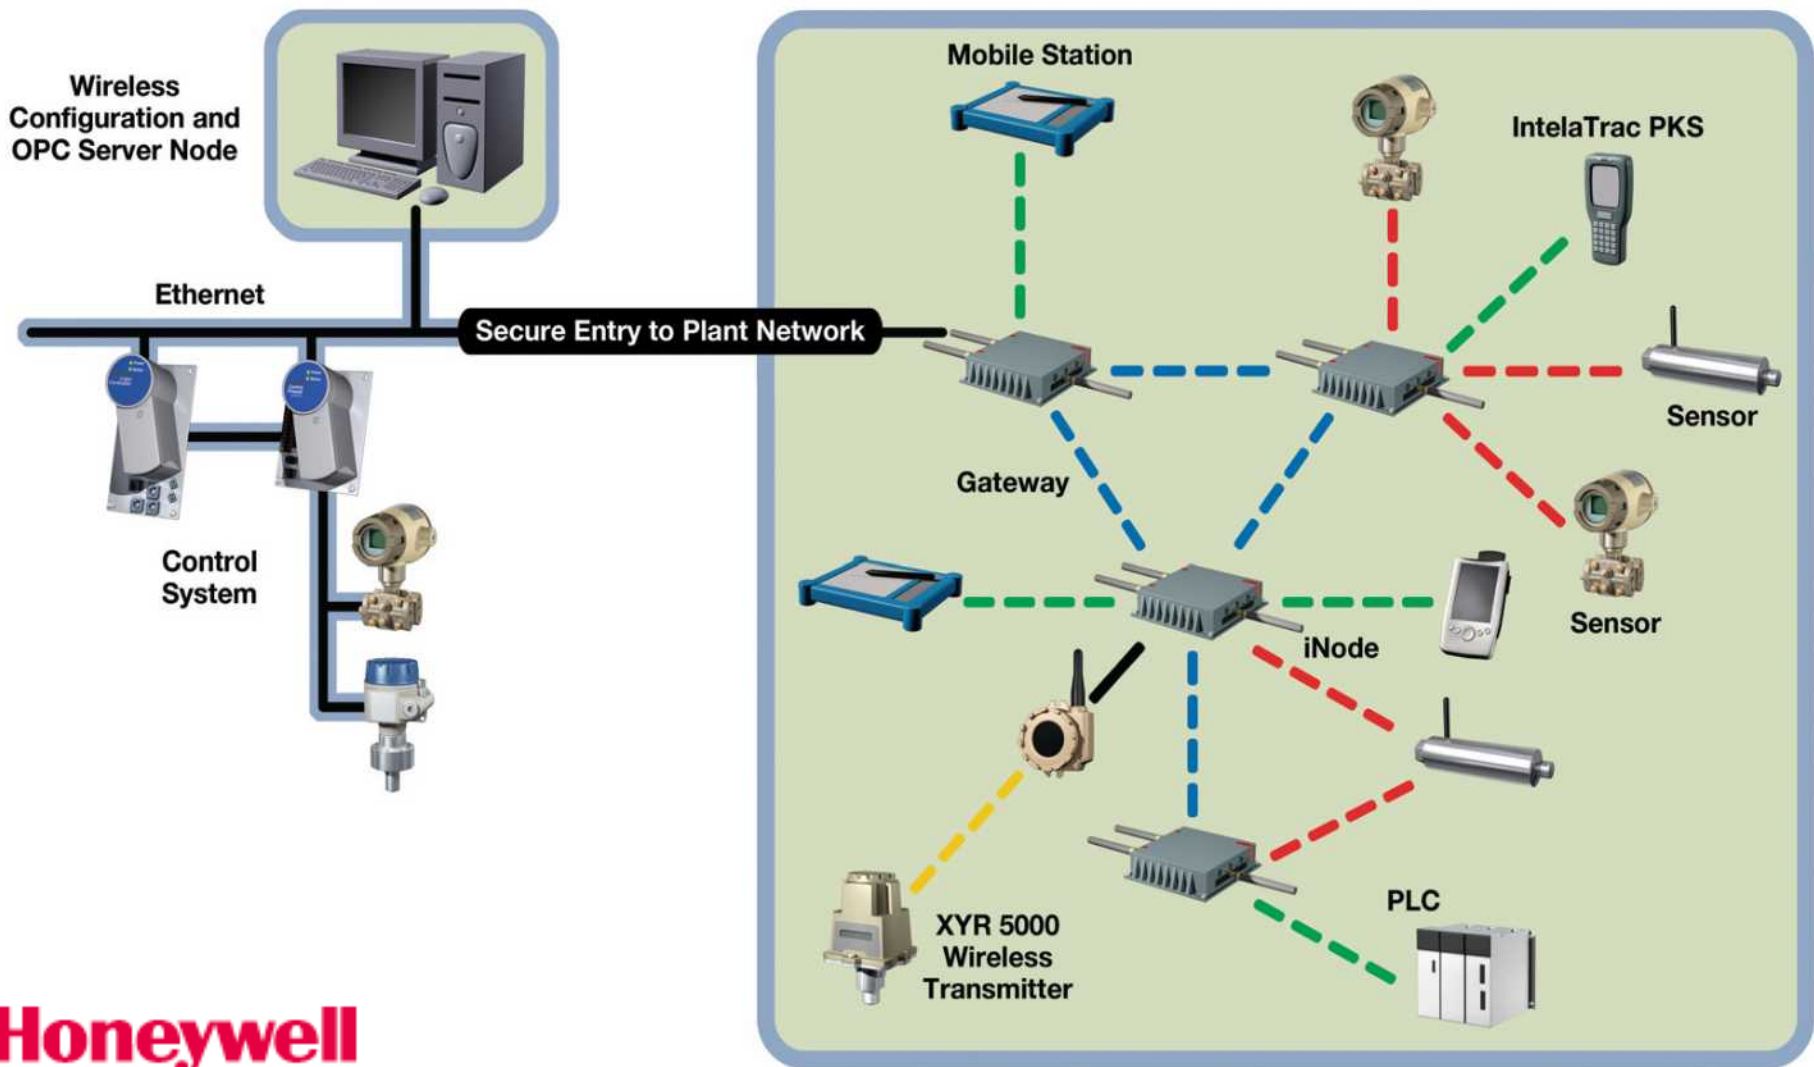 Wireless
Configuration and
OPC Server Node
Ethernet
Secure Entry to Plant Network
Control
System
Mobile Station
IntelaTrac PKS
Sensor
Gateway
Sensor
iNode
XYR 5000
Wireless
Transmitter
PLC
Honeywell